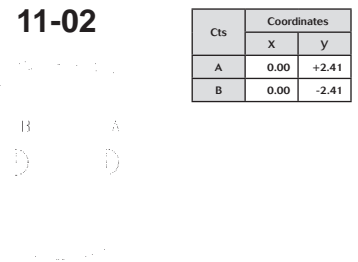 11-02
Cts Coordinates
X y
A 0.00 +2.41
B 0.00 -2.41
B A